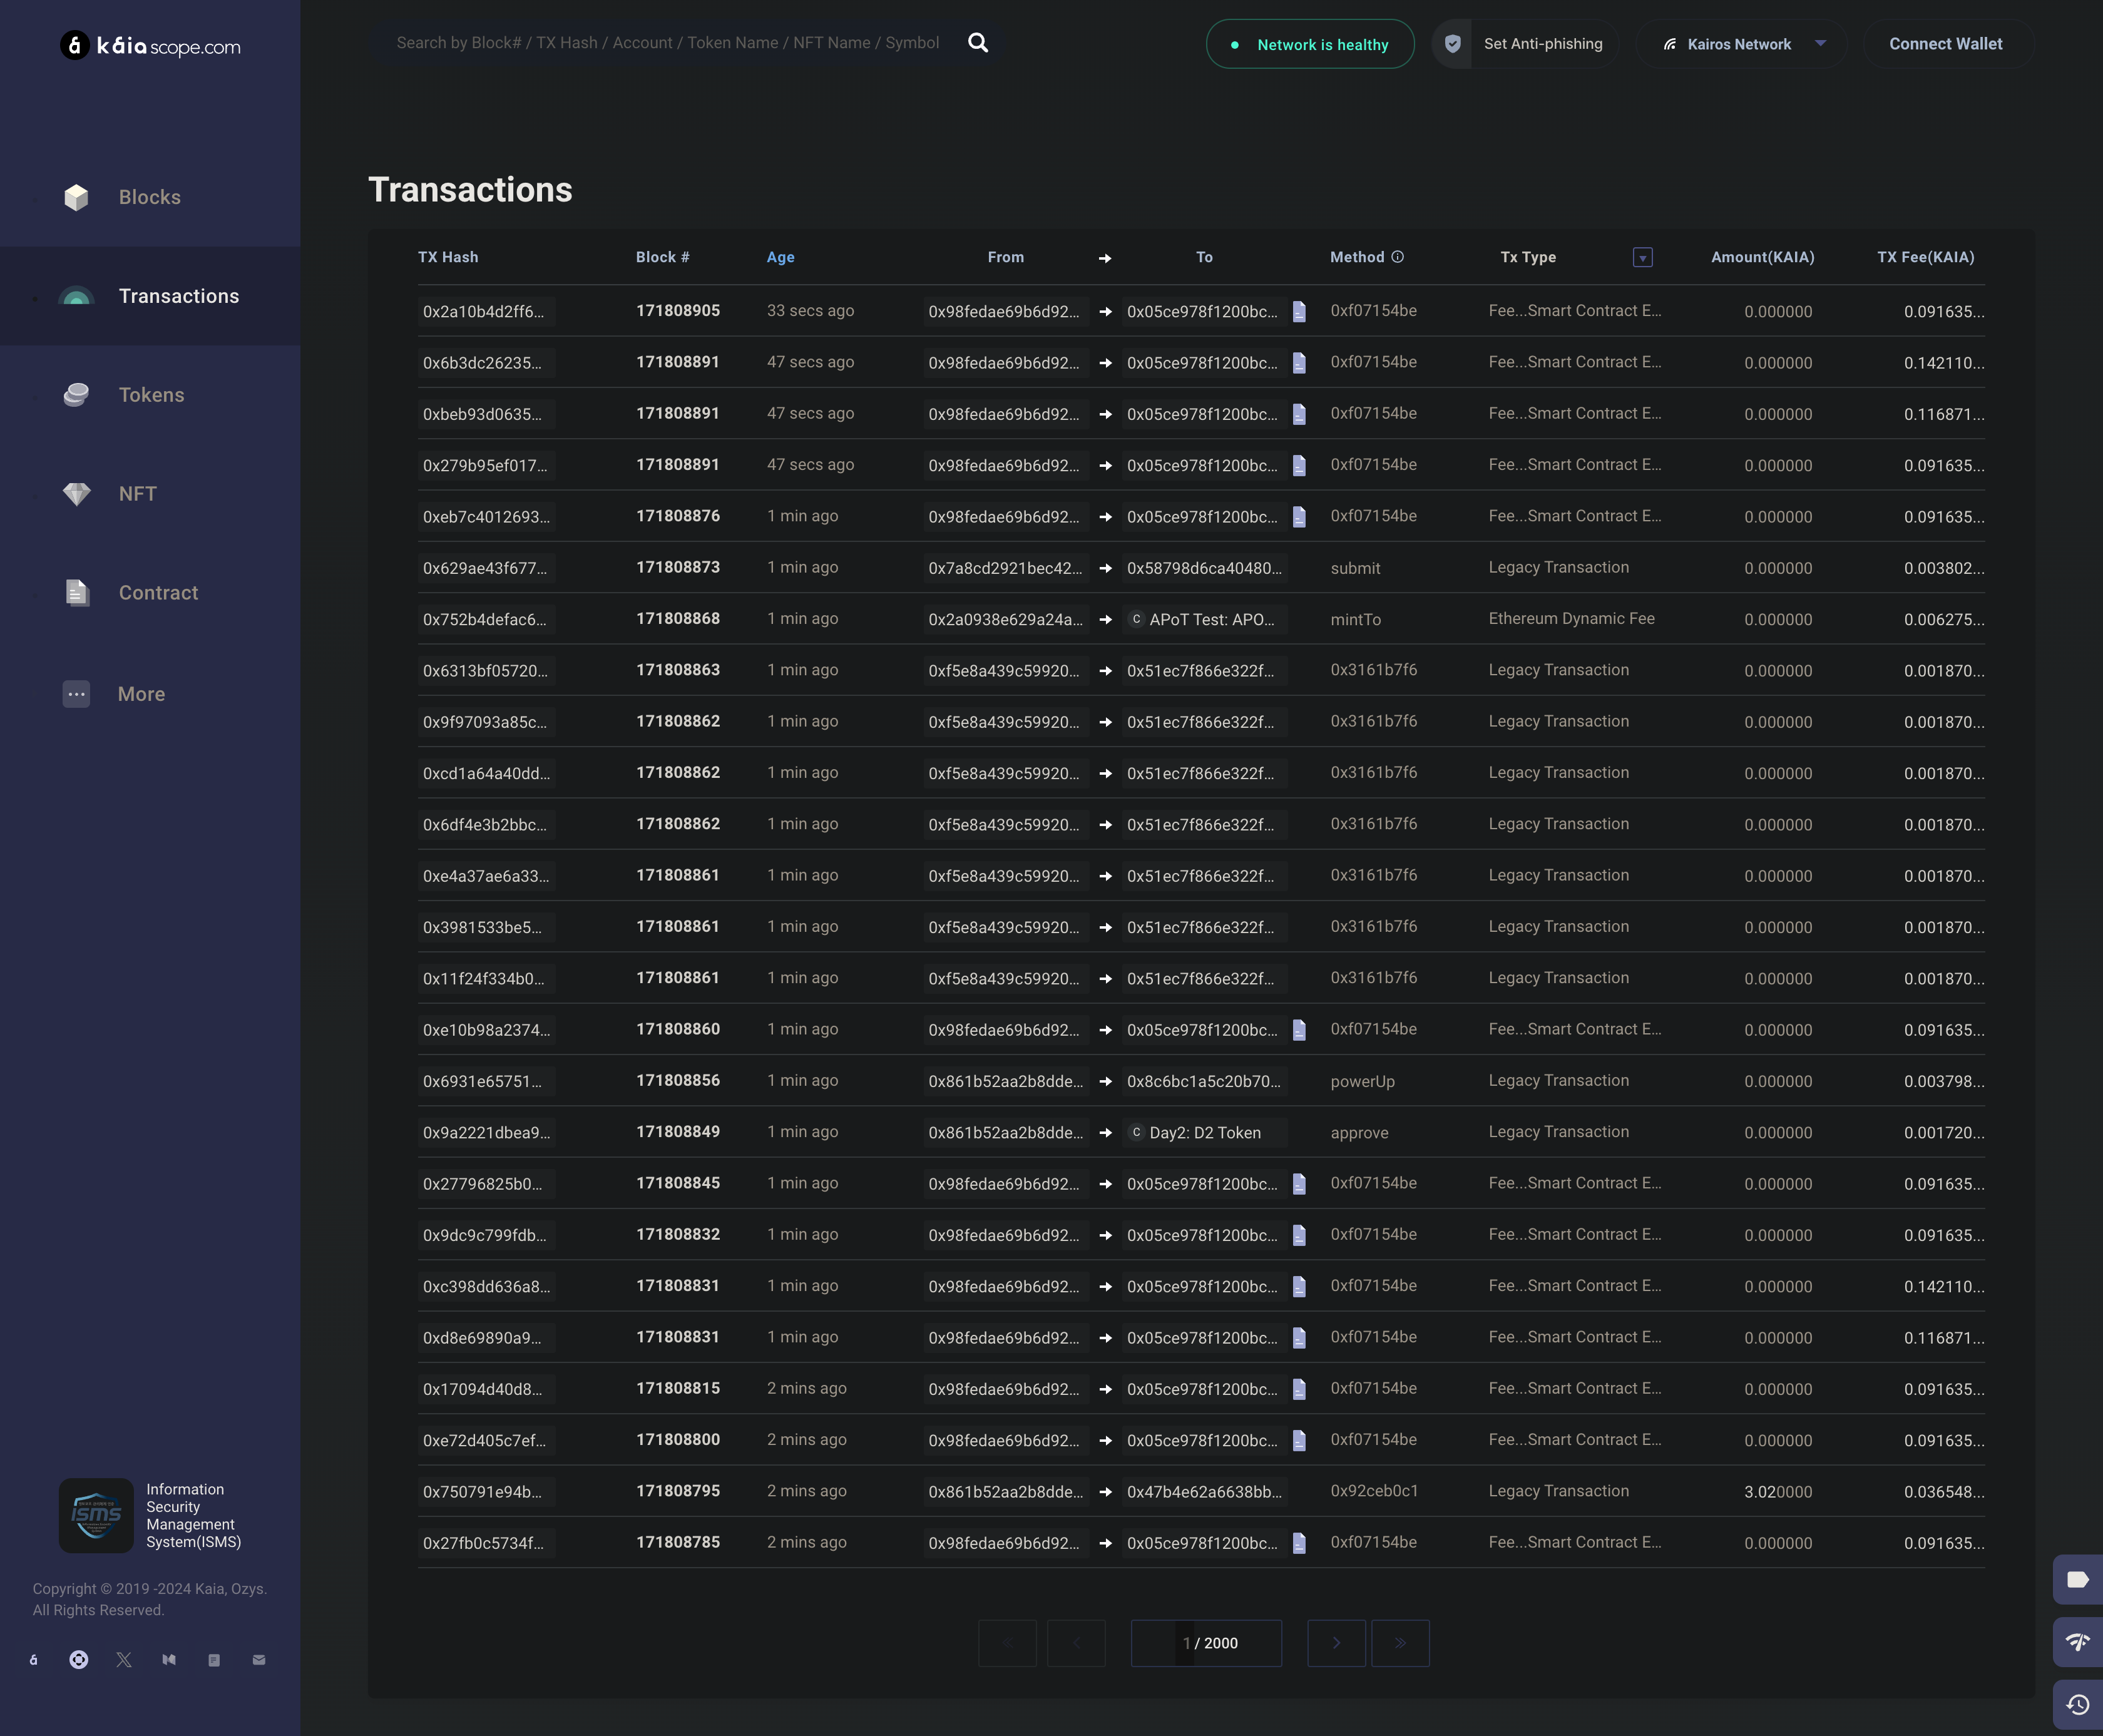 káiascope.com
Search by Block# / TX Hash / Account / Token Name / NFT Name / Symbol
Network is healthy
Set Anti-phishing
Kairos Network
Connect Wallet
Blocks
Transactions
Tokens
NFT
Contract
More
Transactions
TX Hash Block # Age From To Method Tx Type Amount(KAIA) TX Fee(KAIA)
0x2a10b4d2ff6... 171808905 33 secs ago 0x98fedae69b6d92... 0x05ce978f1200bc... 0xf07154be Fee...Smart Contract E... 0.000000 0.091635...
0x6b3dc26235... 171808891 47 secs ago 0x98fedae69b6d92... 0x05ce978f1200bc... 0xf07154be Fee...Smart Contract E... 0.000000 0.142110...
0xbeb93d0635... 171808891 47 secs ago 0x98fedae69b6d92... 0x05ce978f1200bc... 0xf07154be Fee...Smart Contract E... 0.000000 0.116871...
0x279b95ef017... 171808891 47 secs ago 0x98fedae69b6d92... 0x05ce978f1200bc... 0xf07154be Fee...Smart Contract E... 0.000000 0.091635...
0xeb7c4012693... 171808876 1 min ago 0x98fedae69b6d92... 0x05ce978f1200bc... 0xf07154be Fee...Smart Contract E... 0.000000 0.091635...
0x629ae43f677... 171808873 1 min ago 0x7a8cd2921bec42... 0x58798d6ca40480... submit Legacy Transaction 0.000000 0.003802...
0x752b4defac6... 171808868 1 min ago 0x2a0938e629a24a... C APoT Test: APO... mintTo Ethereum Dynamic Fee 0.000000 0.006275...
0x6313bf05720... 171808863 1 min ago 0xf5e8a439c59920... 0x51ec7f866e322f... 0x3161b7f6 Legacy Transaction 0.000000 0.001870...
0x9f97093a85c... 171808862 1 min ago 0xf5e8a439c59920... 0x51ec7f866e322f... 0x3161b7f6 Legacy Transaction 0.000000 0.001870...
0xcd1a64a40dd... 171808862 1 min ago 0xf5e8a439c59920... 0x51ec7f866e322f... 0x3161b7f6 Legacy Transaction 0.000000 0.001870...
0x6df4e3b2bbc... 171808862 1 min ago 0xf5e8a439c59920... 0x51ec7f866e322f... 0x3161b7f6 Legacy Transaction 0.000000 0.001870...
0xe4a37ae6a33... 171808861 1 min ago 0xf5e8a439c59920... 0x51ec7f866e322f... 0x3161b7f6 Legacy Transaction 0.000000 0.001870...
0x3981533be5... 171808861 1 min ago 0xf5e8a439c59920... 0x51ec7f866e322f... 0x3161b7f6 Legacy Transaction 0.000000 0.001870...
0x11f24f334b0... 171808861 1 min ago 0xf5e8a439c59920... 0x51ec7f866e322f... 0x3161b7f6 Legacy Transaction 0.000000 0.001870...
0xe10b98a2374... 171808860 1 min ago 0x98fedae69b6d92... 0x05ce978f1200bc... 0xf07154be Fee...Smart Contract E... 0.000000 0.091635...
0x6931e65751... 171808856 1 min ago 0x861b52aa2b8dde... 0x8c6bc1a5c20b70... powerUp Legacy Transaction 0.000000 0.003798...
0x9a2221dbea9... 171808849 1 min ago 0x861b52aa2b8dde... C Day2: D2 Token approve Legacy Transaction 0.000000 0.001720...
0x27796825b0... 171808845 1 min ago 0x98fedae69b6d92... 0x05ce978f1200bc... 0xf07154be Fee...Smart Contract E... 0.000000 0.091635...
0x9dc9c799fdb... 171808832 1 min ago 0x98fedae69b6d92... 0x05ce978f1200bc... 0xf07154be Fee...Smart Contract E... 0.000000 0.091635...
0xc398dd636a8... 171808831 1 min ago 0x98fedae69b6d92... 0x05ce978f1200bc... 0xf07154be Fee...Smart Contract E... 0.000000 0.142110...
0xd8e69890a9... 171808831 1 min ago 0x98fedae69b6d92... 0x05ce978f1200bc... 0xf07154be Fee...Smart Contract E... 0.000000 0.116871...
0x17094d40d8... 171808815 2 mins ago 0x98fedae69b6d92... 0x05ce978f1200bc... 0xf07154be Fee...Smart Contract E... 0.000000 0.091635...
0xe72d405c7ef... 171808800 2 mins ago 0x98fedae69b6d92... 0x05ce978f1200bc... 0xf07154be Fee...Smart Contract E... 0.000000 0.091635...
0x750791e94b... 171808795 2 mins ago 0x861b52aa2b8dde... 0x47b4e62a6638bb... 0x92ceb0c1 Legacy Transaction 3.020000 0.036548...
0x27fb0c5734f... 171808785 2 mins ago 0x98fedae69b6d92... 0x05ce978f1200bc... 0xf07154be Fee...Smart Contract E... 0.000000 0.091635...
1 / 2000
ISMS
Information
Security
Management
System(ISMS)
Copyright © 2019 -2024 Kaia, Ozys.
All Rights Reserved.